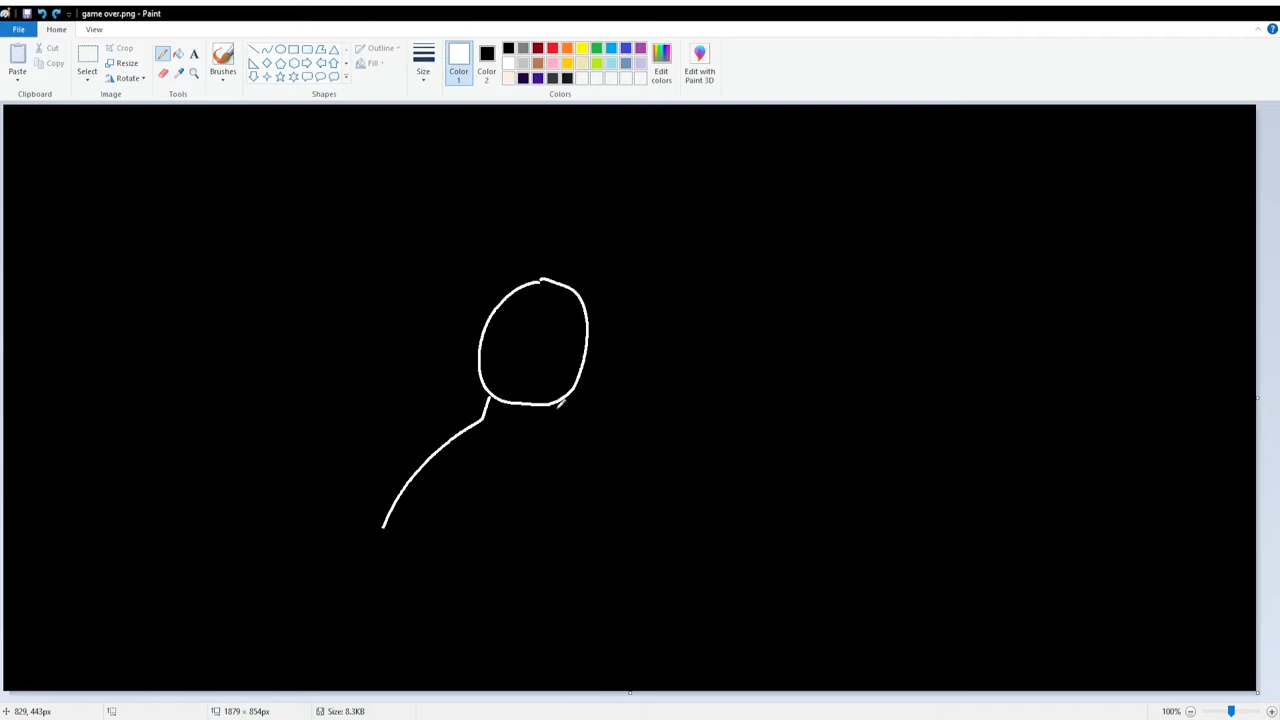 game over.png - Paint
File
Home
View
Paste
Cut
Copy
Clipboard
Select
Crop
Resize
Rotate
Image
A
Tools
Brushes
Outline
Fill
Shapes
Size
Color
1
Color
2
Edit
colors
Colors
Edit with
Paint 3D
829, 443px
1879 × 854px
Size: 8.3KB
100%